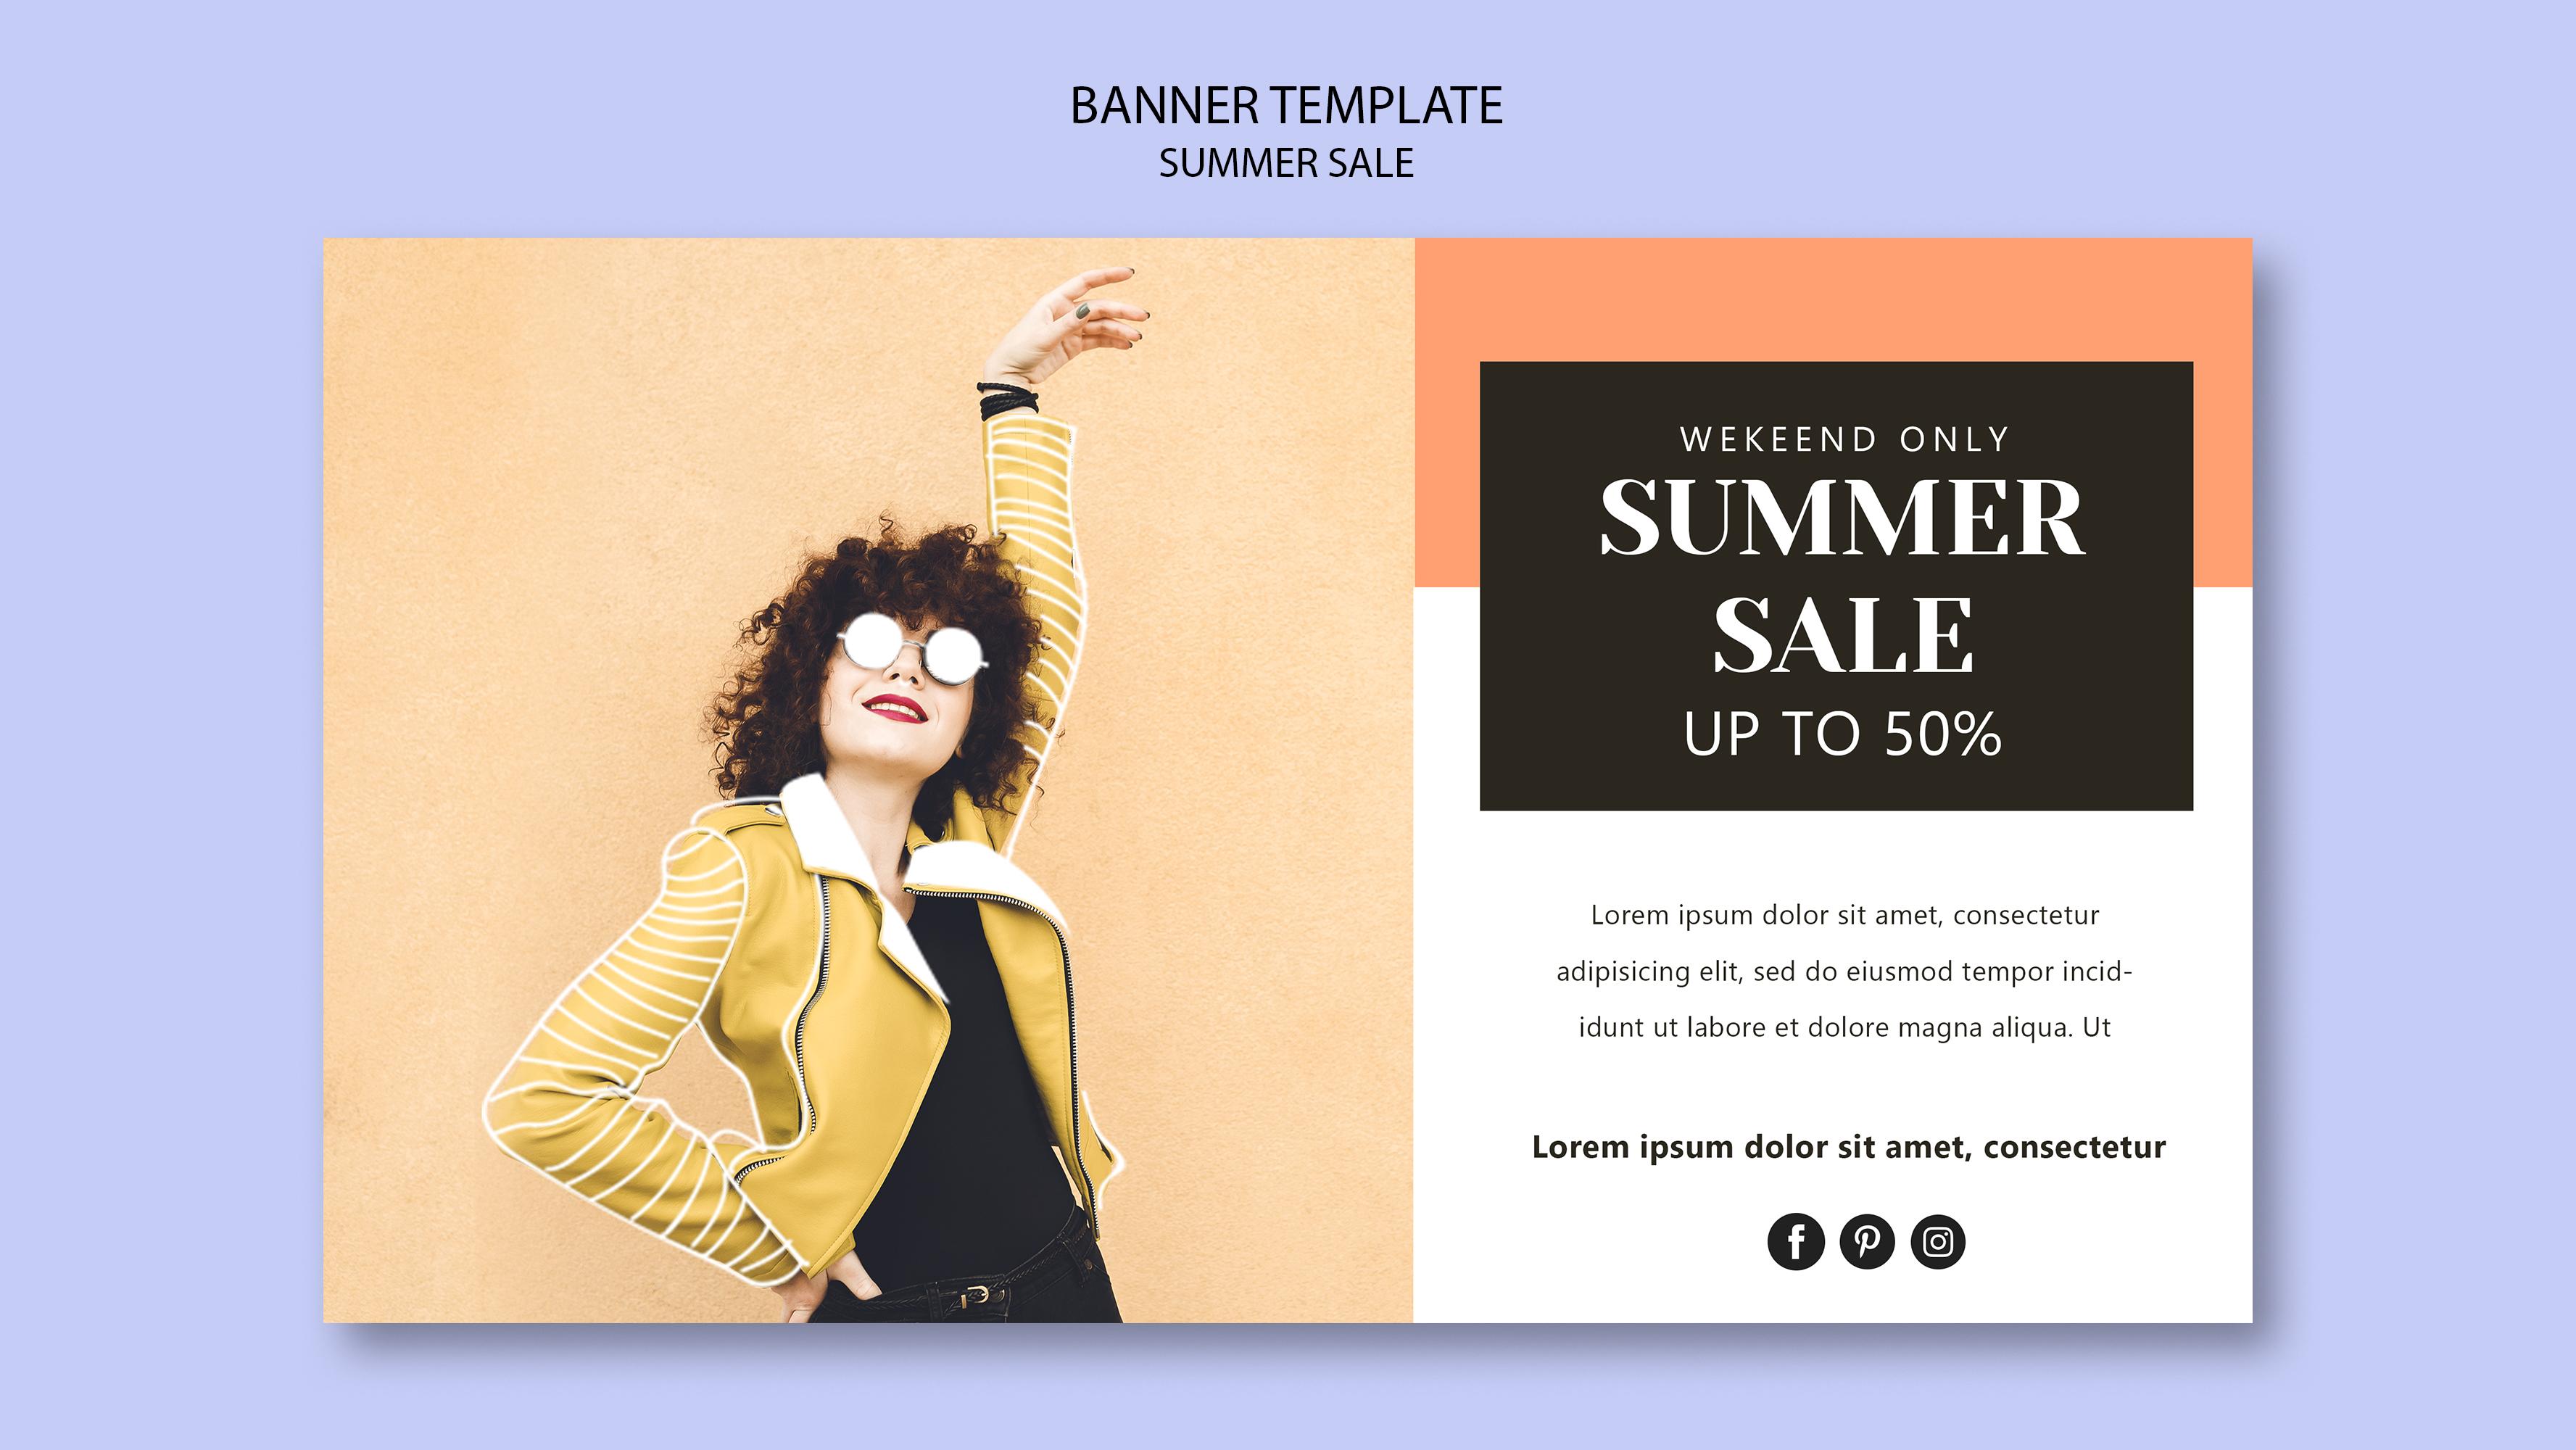 BANNER TEMPLATE
SUMMER SALE
WEKEEND ONLY
SUMMER
SALE
UP TO 50%
Lorem ipsum dolor sit amet, consectetur
adipisicing elit, sed do eiusmod tempor incid-
idunt ut labore et dolore magna aliqua. Ut
Lorem ipsum dolor sit amet, consectetur